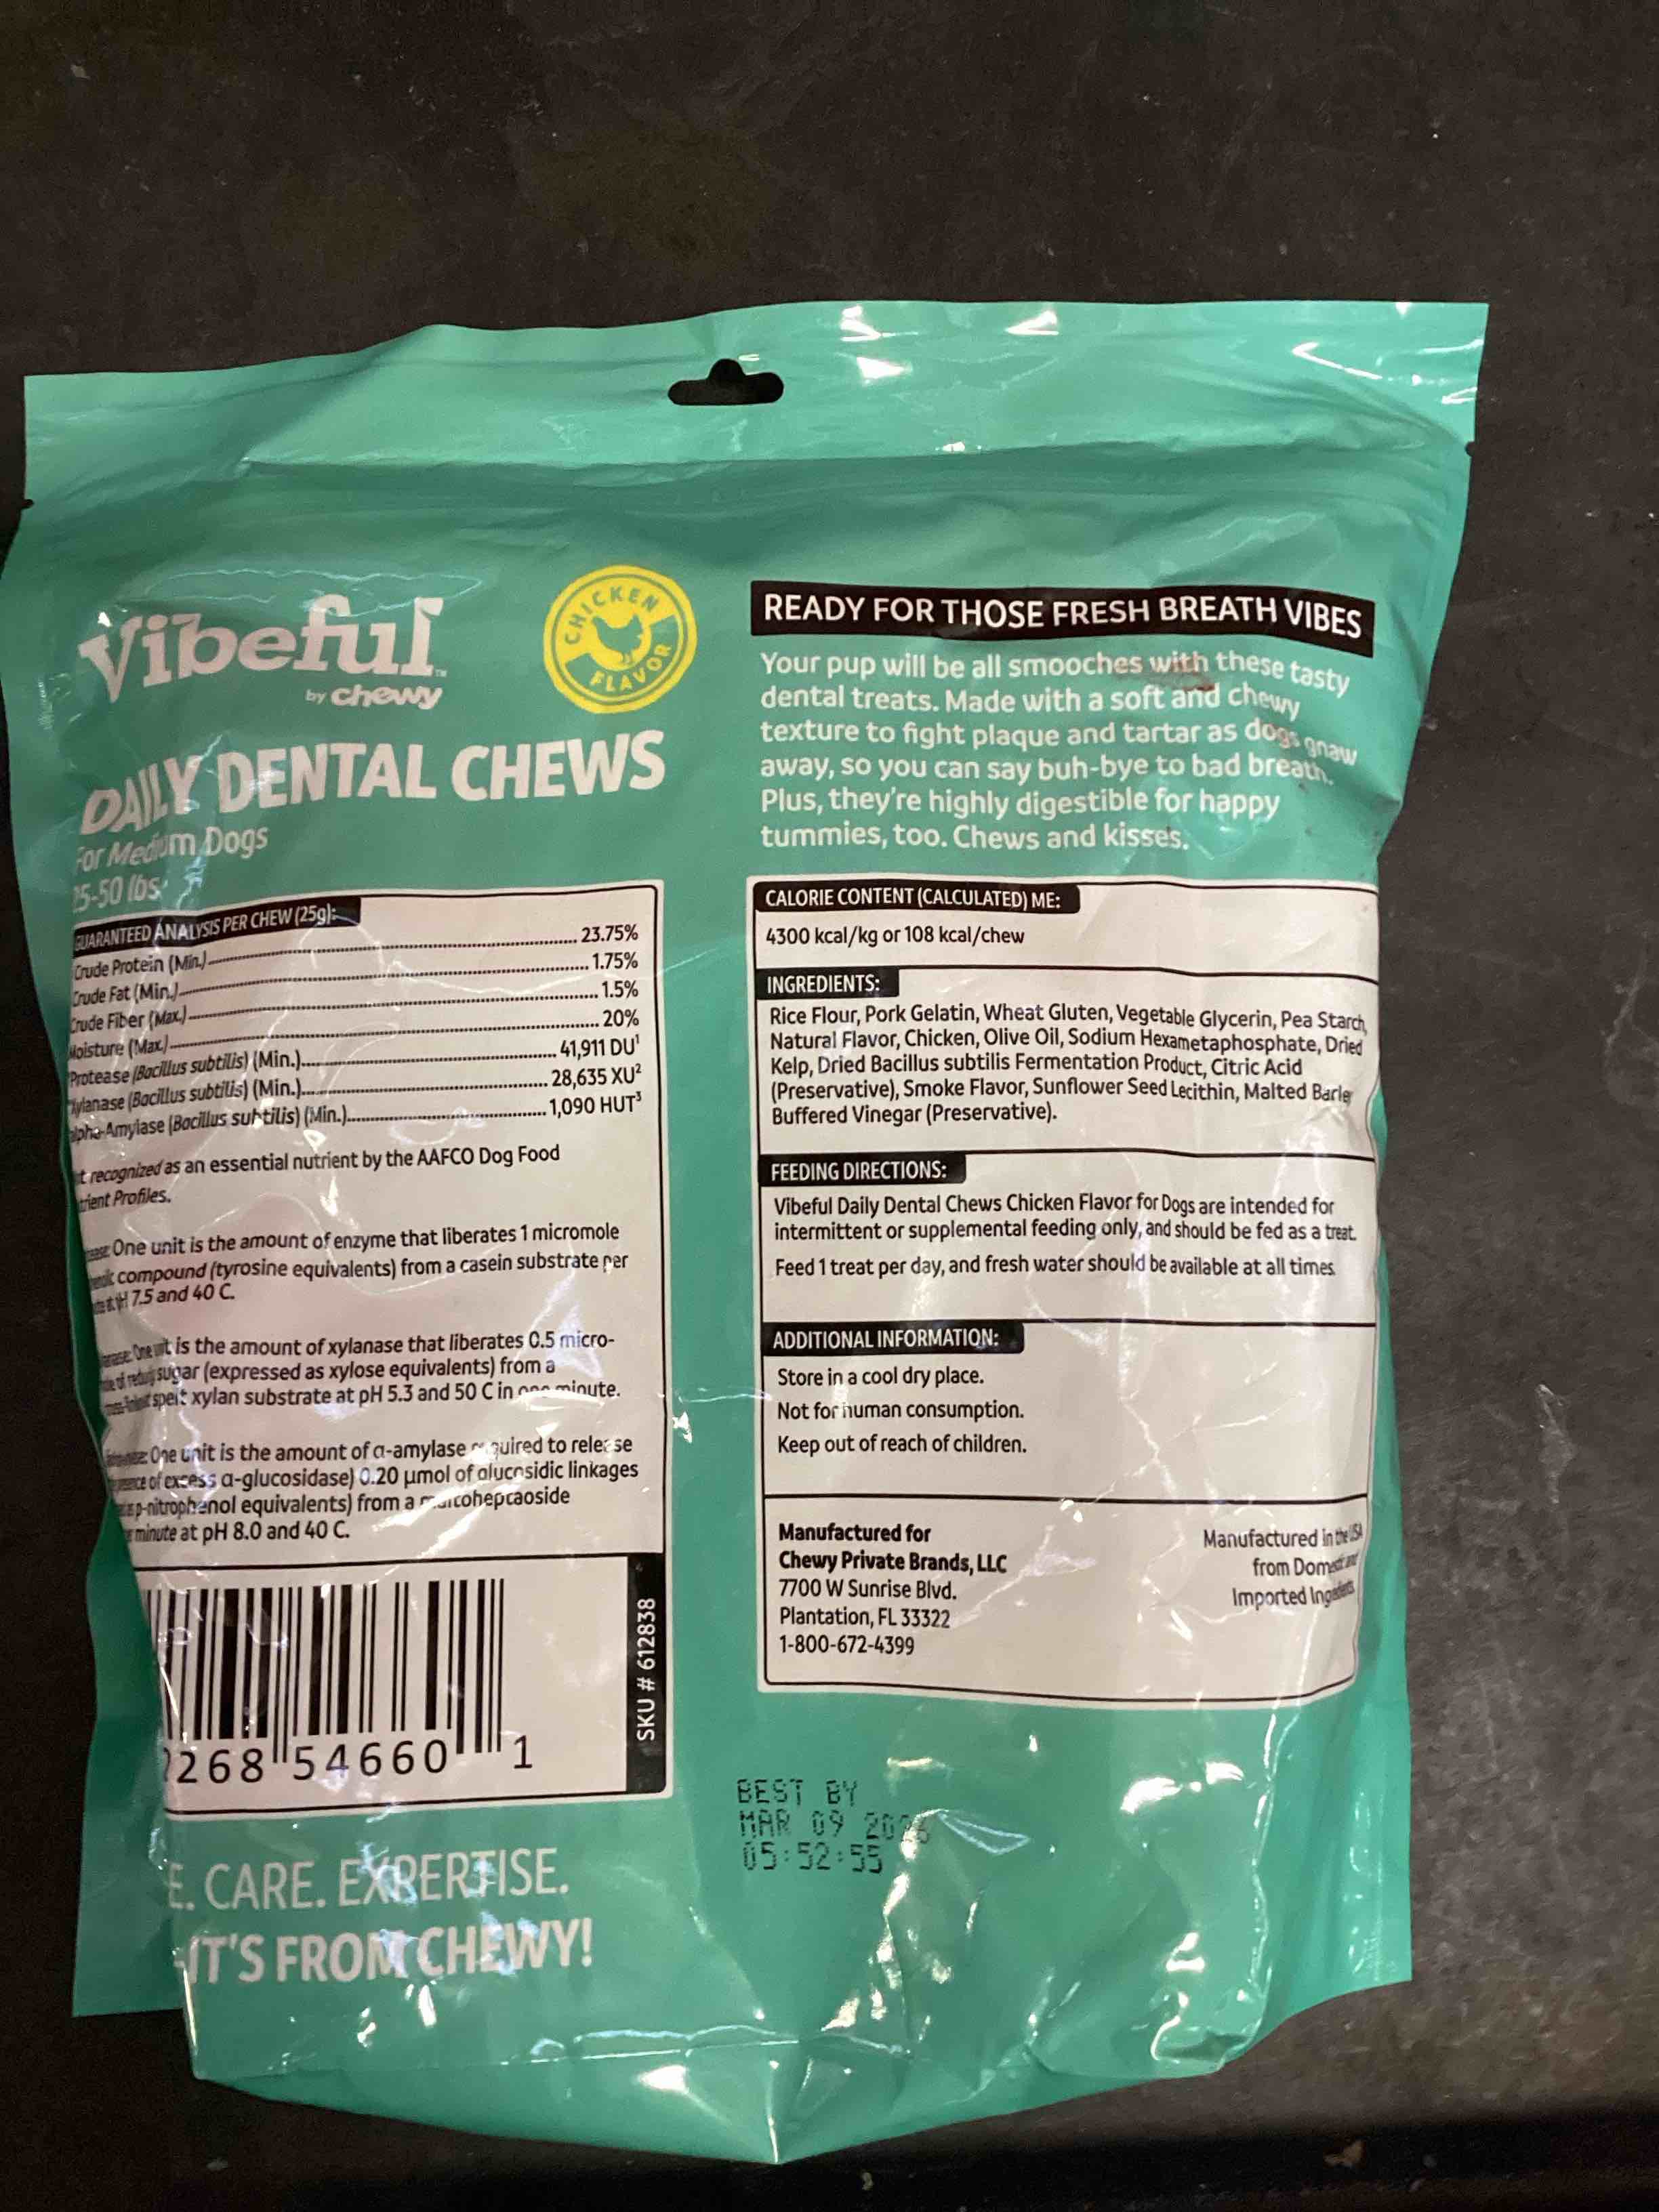 Vibeful™
by chewy
CHICKEN
FLAVOR
DAILY DENTAL CHEWS
For Medium Dogs
25-50 lbs
GUARANTEED ANALYSIS PER CHEW (25g):
Crude Protein (Min.) 23.75%
Crude Fat (Min.) 1.75%
Crude Fiber (Max.) 1.5%
Moisture (Max.) 20%
Protease (Bacillus subtilis) (Min.) 41,911 DU¹
Xylanase (Bacillus subtilis) (Min.) 28,635 XU²
Alpha-Amylase (Bacillus subtilis) (Min.) 1,090 HUT³
recognized as an essential nutrient by the AAFCO Dog Food
Profiles.
One unit is the amount of enzyme that liberates 1 micromole
compound (tyrosine equivalents) from a casein substrate per
7.5 and 40 C.
One unit is the amount of xylanase that liberates 0.5 micro-
sugar (expressed as xylose equivalents) from a
spelt xylan substrate at pH 5.3 and 50 C in one minute.
One unit is the amount of α-amylase required to release
of excess α-glucosidase) 0.20 µmol of glucosidic linkages
p-nitrophenol equivalents) from a
minute at pH 8.0 and 40 C.
268 54660 1
SKU # 612838
CARE. EXPERTISE.
IT'S FROM CHEWY!
READY FOR THOSE FRESH BREATH VIBES
Your pup will be all smooches with these tasty
dental treats. Made with a soft and chewy
texture to fight plaque and tartar as dogs gnaw
away, so you can say buh-bye to bad breath.
Plus, they're highly digestible for happy
tummies, too. Chews and kisses.
CALORIE CONTENT (CALCULATED) ME:
4300 kcal/kg or 108 kcal/chew
INGREDIENTS:
Rice Flour, Pork Gelatin, Wheat Gluten, Vegetable Glycerin, Pea Starch,
Natural Flavor, Chicken, Olive Oil, Sodium Hexametaphosphate, Dried
Kelp, Dried Bacillus subtilis Fermentation Product, Citric Acid
(Preservative), Smoke Flavor, Sunflower Seed Lecithin, Malted Barley
Buffered Vinegar (Preservative).
FEEDING DIRECTIONS:
Vibeful Daily Dental Chews Chicken Flavor for Dogs are intended for
intermittent or supplemental feeding only, and should be fed as a treat.
Feed 1 treat per day, and fresh water should be available at all times.
ADDITIONAL INFORMATION:
Store in a cool dry place.
Not for human consumption.
Keep out of reach of children.
Manufactured for
Chewy Private Brands, LLC
7700 W Sunrise Blvd.
Plantation, FL 33322
1-800-672-4399
Manufactured in the USA
from Domestic and
Imported Ingredients
BEST BY
MAR 09
05:52:55